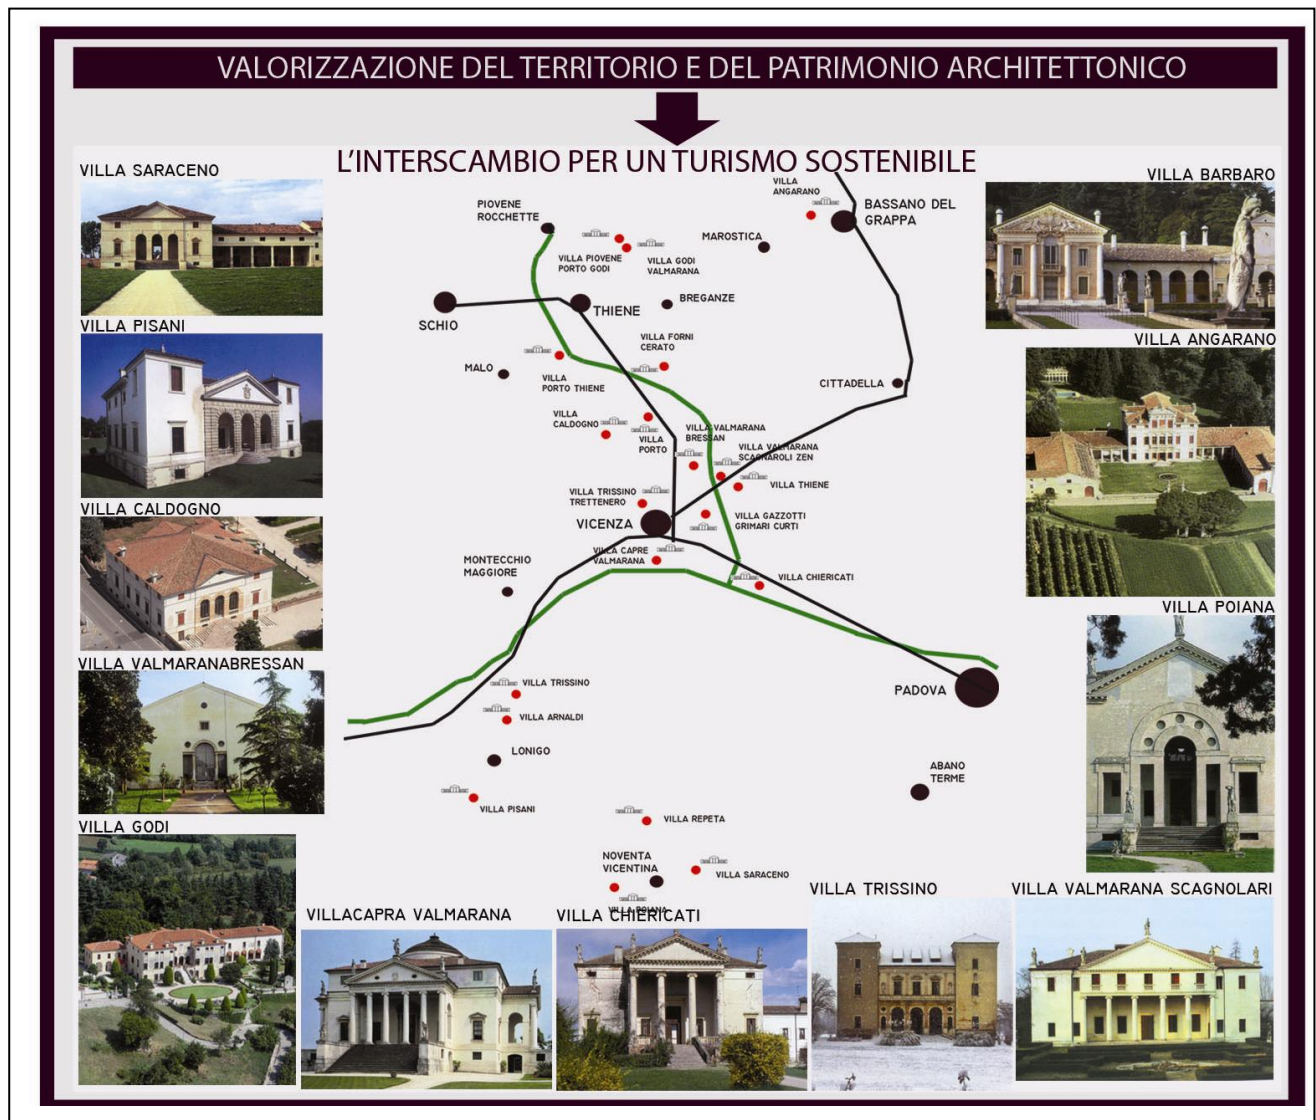 VALORIZZAZIONE DEL TERRITORIO E DEL PATRIMONIO ARCHITETTONICO
L'INTERSCAMBIO PER UN TURISMO SOSTENIBILE
VILLA SARACENO
VILLA PISANI
VILLA CALDOGNO
VILLA VALMARANABRESSAN
VILLA GODI
VILLA BARBARO
VILLA ANGARANO
VILLA POIANA
VILLA
ANGARANO
BASSANO DEL
GRAPPA
PIOVENE
ROCCHETTE
MAROSTICA
VILLA PIOVENE
PORTO GODI
VILLA GODI
VALMARANA
BREGANZE
THIENE
SCHIO
VILLA FORNI
CERATO
MALO
VILLA
PORTO THIENE
CITTADELLA
VILLA
CALDOGNO
VILLA
PORTO
VILLA VALMARANA
BRESSAN
VILLA VALMARANA
SCAGNAROLI ZEN
VILLA THIENE
VILLA TRISSINO
TRETTENERO
VICENZA
VILLA GAZZOTTI
GRIMARI CURTI
VILLA CAPRE
VALMARANA
MONTECCHIO
MAGGIORE
VILLA CHIERICATI
VILLA TRISSINO
PADOVA
VILLA ARNALDI
LONIGO
ABANO
TERME
VILLA PISANI
VILLA REPETA
NOVENTA
VICENTINA
VILLA SARACENO
VILLA POIANA
VILLACAPRA VALMARANA
VILLA CHIERICATI
VILLA TRISSINO
VILLA VALMARANA SCAGNOLARI